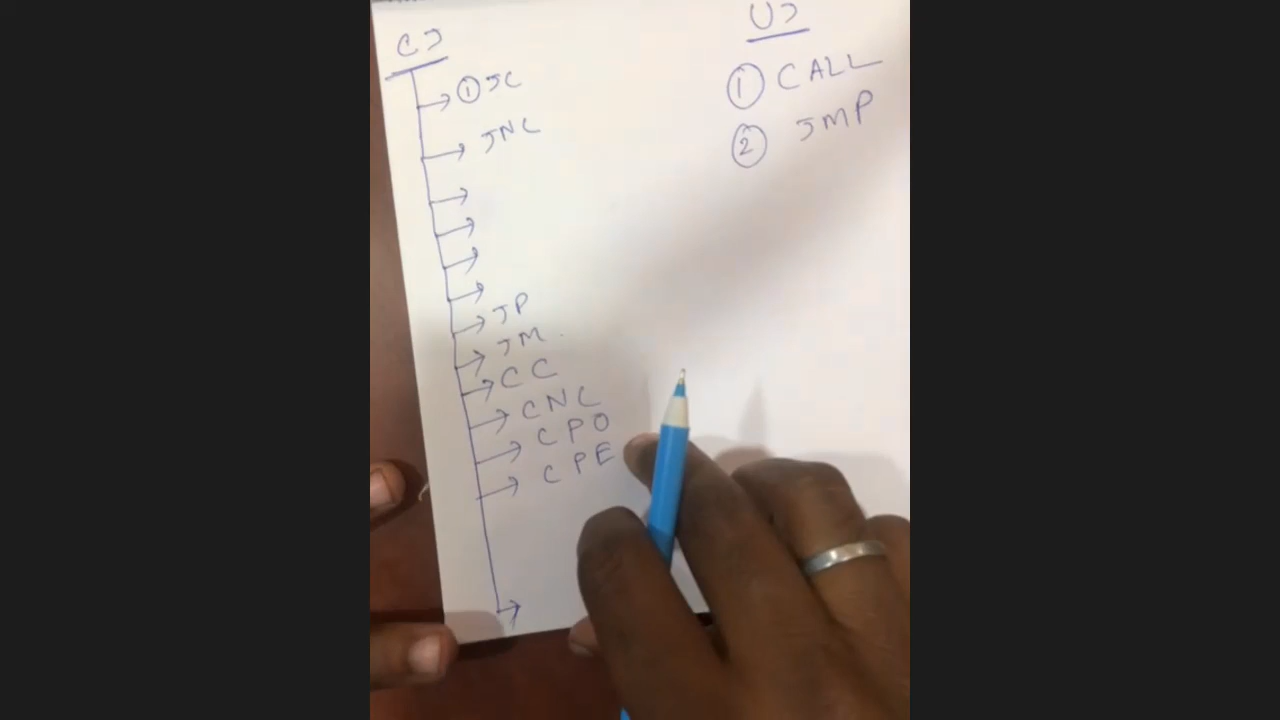 CJ
① JC
JNC
JP
JM
CC
CNC
CPO
CPE
UJ
① CALL
② JMP